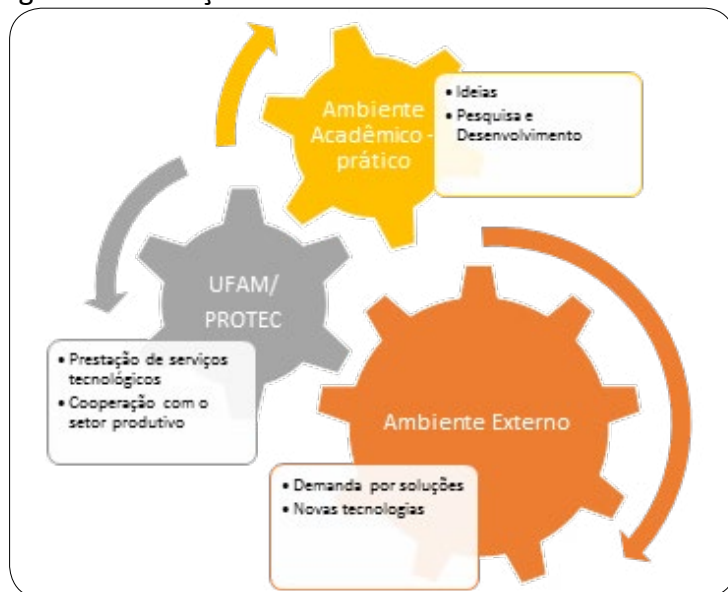 Ambiente
Acadêmico -
prático
• Ideias
• Pesquisa e
Desenvolvimento
UFAM/
PROTEC
• Prestação de serviços
tecnológicos
• Cooperação com o
setor produtivo
Ambiente Externo
• Demanda por soluções
• Novas tecnologias